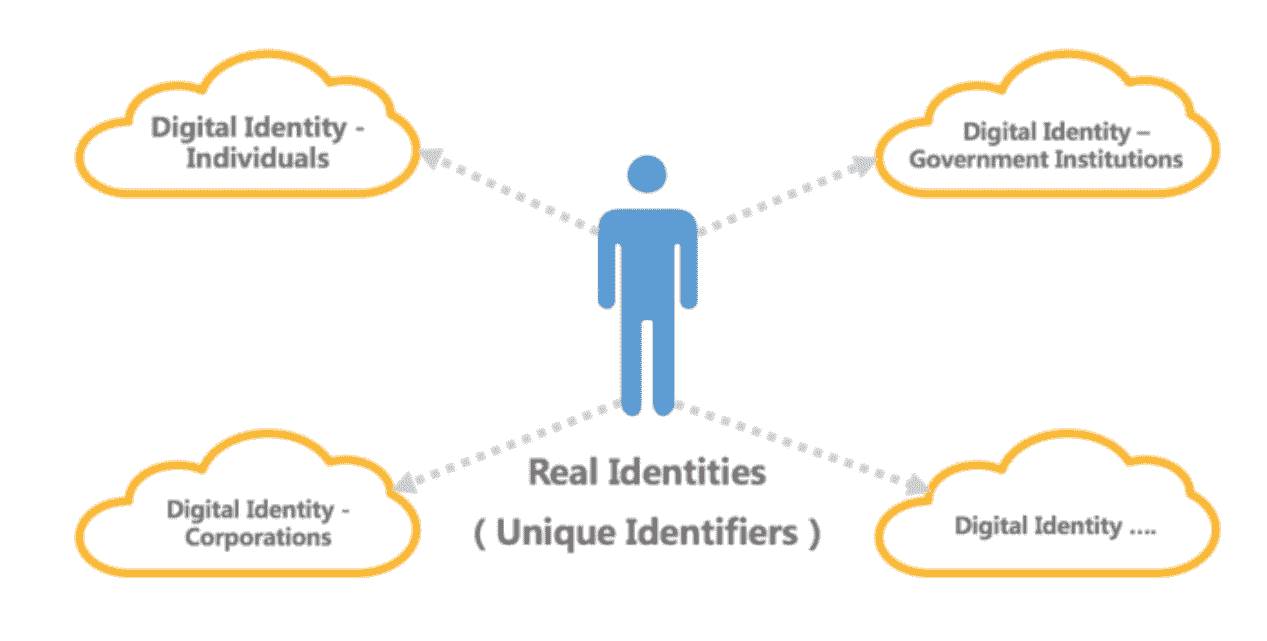 Digital Identity -
Individuals
Digital Identity –
Government Institutions
Real Identities
( Unique Identifiers )
Digital Identity -
Corporations
Digital Identity ....